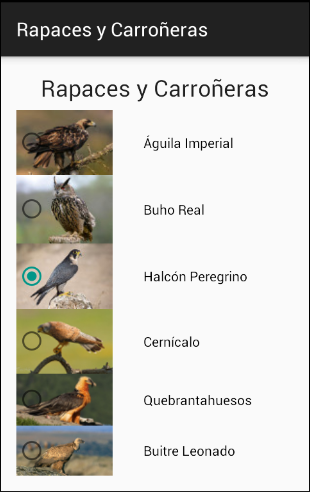 Rapaces y Carroñeras
Rapaces y Carroñeras
Águila Imperial
Buho Real
Halcón Peregrino
Cernícalo
Quebrantahuesos
Buitre Leonado